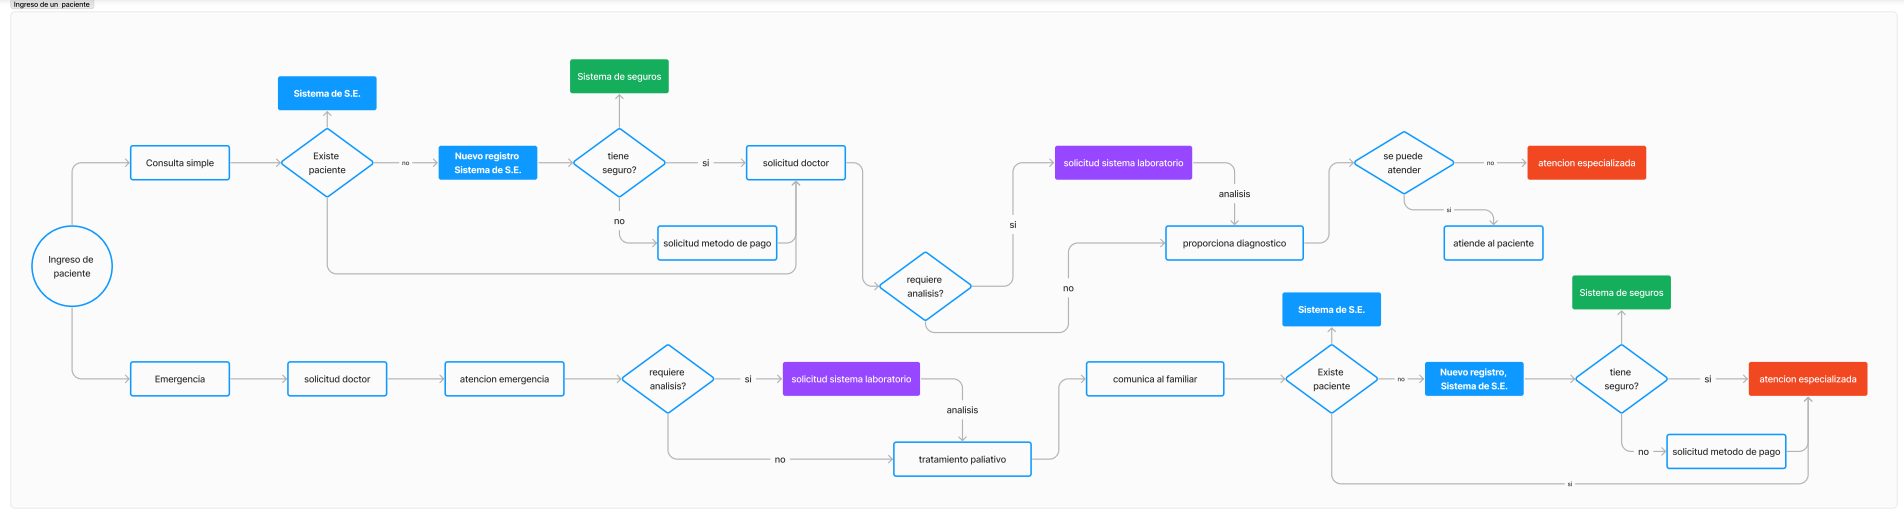 Ingreso de un paciente
Sistema de S.E.
Sistema de seguros
Consulta simple
Existe
paciente
no
Nuevo registro
Sistema de S.E.
tiene
seguro?
si
solicitud doctor
no
solicitud metodo de pago
Ingreso de
paciente
requiere
analisis?
si
no
solicitud sistema laboratorio
analisis
proporciona diagnostico
se puede
atender
no
atencion especializada
si
atiende al paciente
Emergencia
solicitud doctor
atencion emergencia
requiere
analisis?
si
solicitud sistema laboratorio
analisis
no
tratamiento paliativo
comunica al familiar
Sistema de S.E.
Existe
paciente
no
Nuevo registro,
Sistema de S.E.
Sistema de seguros
tiene
seguro?
si
atencion especializada
no
solicitud metodo de pago
si